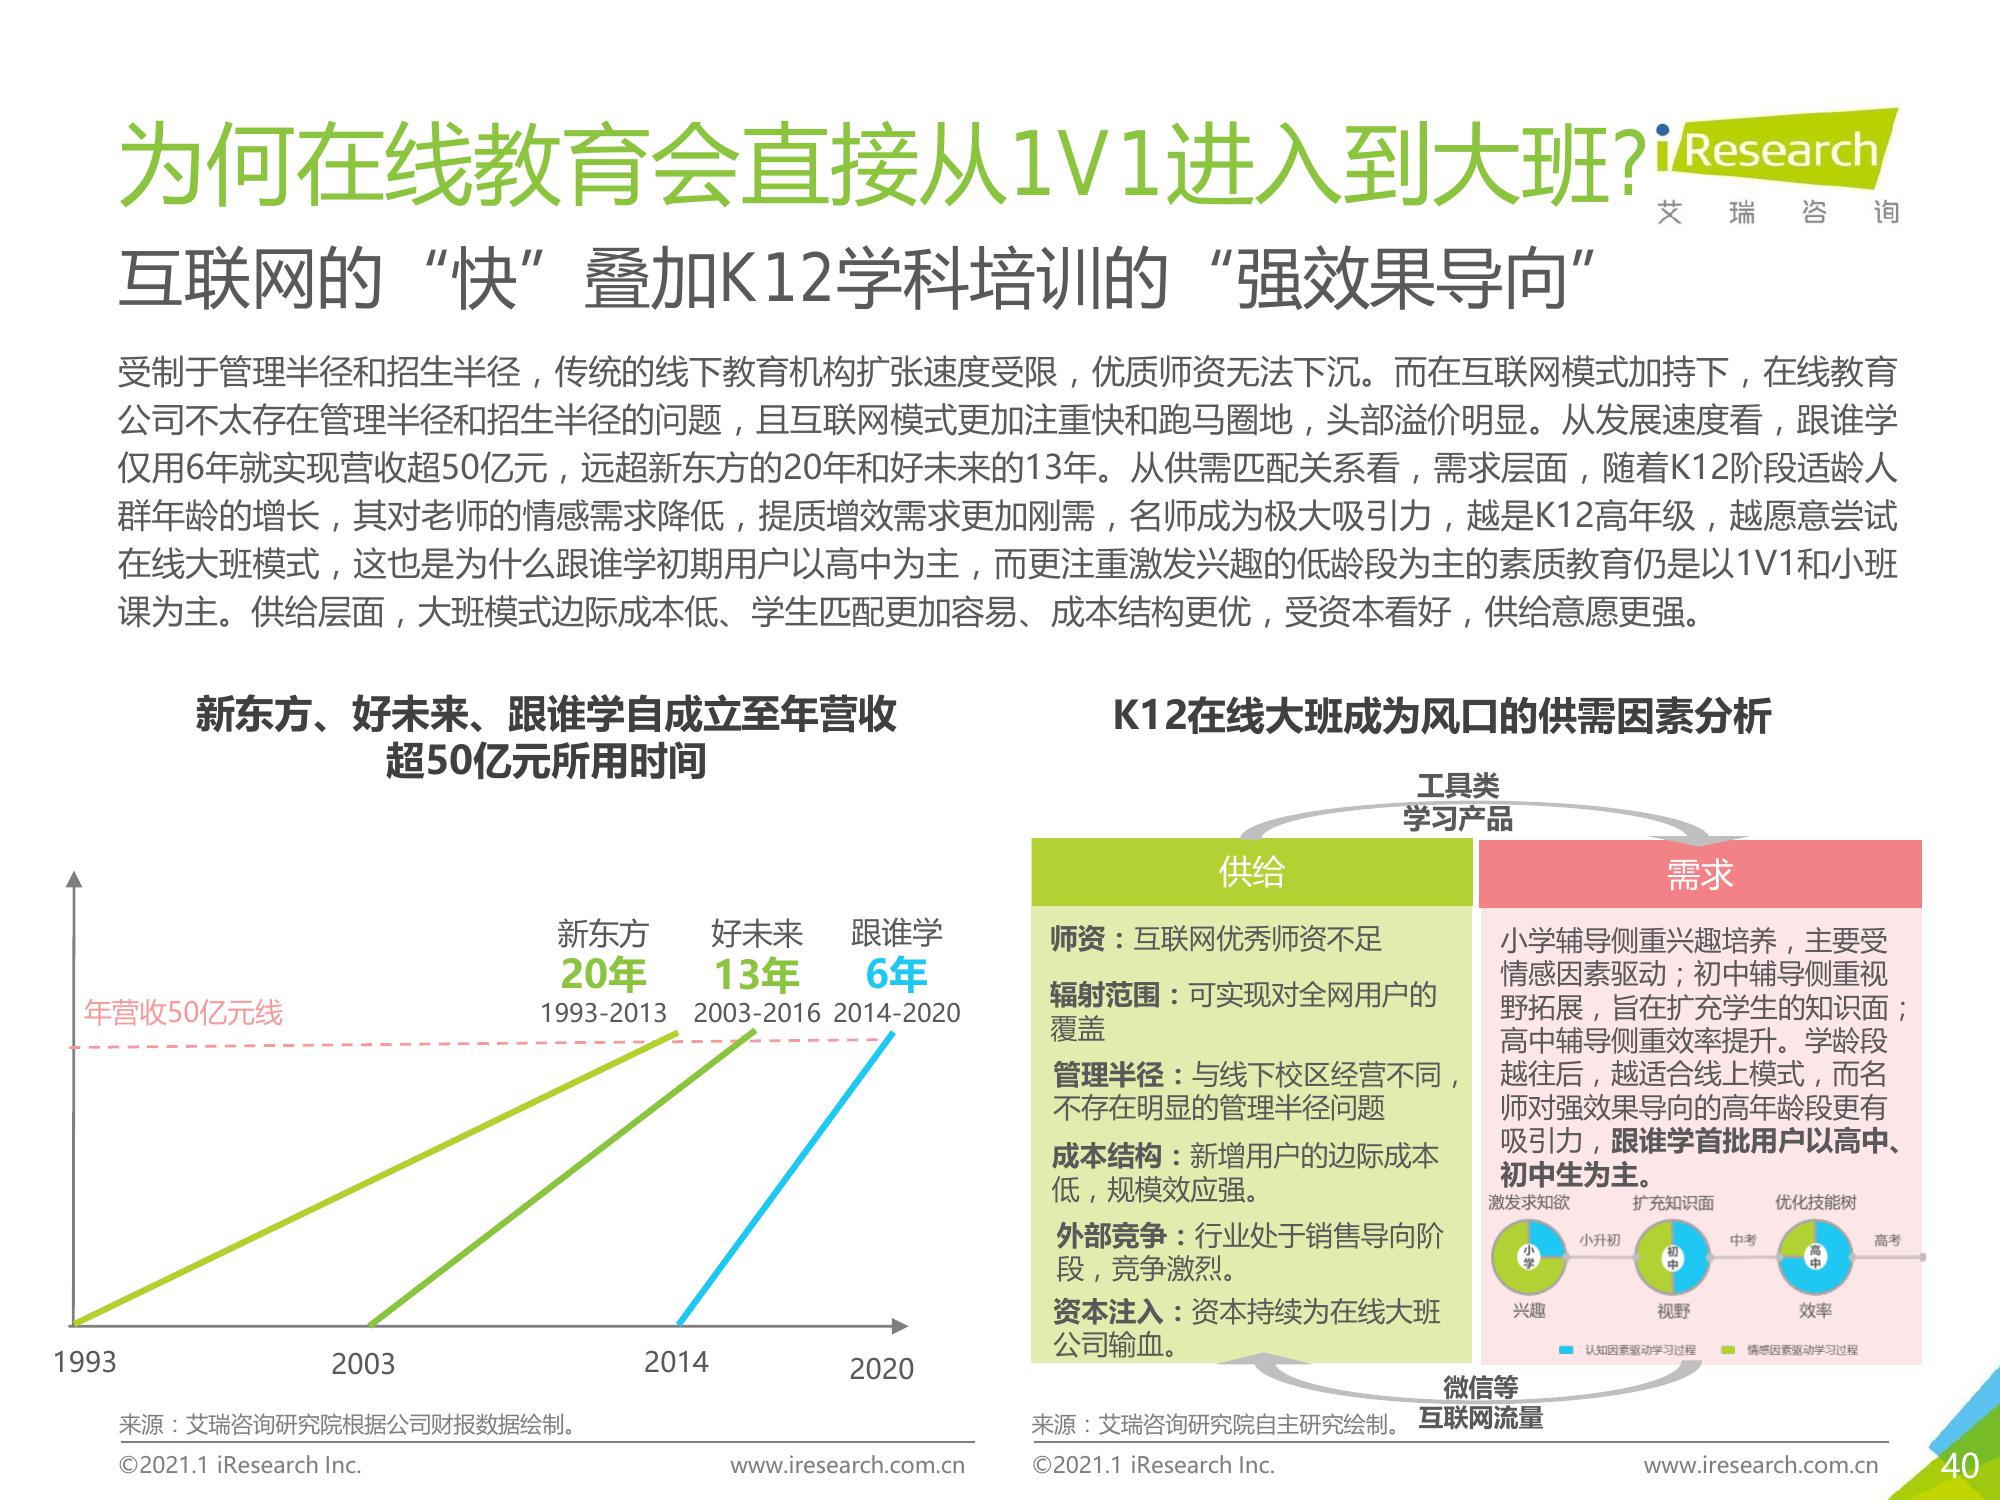 为何在线教育会直接从1V1进入到大班?
iResearch
艾瑞咨询
互联网的“快”叠加K12学科培训的“强效果导向”
受制于管理半径和招生半径，传统的线下教育机构扩张速度受限，优质师资无法下沉。而在互联网模式加持下，在线教育
公司不太存在管理半径和招生半径的问题，且互联网模式更加注重快和跑马圈地，头部溢价明显。从发展速度看，跟谁学
仅用6年就实现营收超50亿元，远超新东方的20年和好未来的13年。从供需匹配关系看，需求层面，随着K12阶段适龄人
群年龄的增长，其对老师的情感需求降低，提质增效需求更加刚需，名师成为极大吸引力，越是K12高年级，越愿意尝试
在线大班模式，这也是为什么跟谁学初期用户以高中为主，而更注重激发兴趣的低龄段为主的素质教育仍是以1V1和小班
课为主。供给层面，大班模式边际成本低、学生匹配更加容易、成本结构更优，受资本看好，供给意愿更强。
新东方、好未来、跟谁学自成立至年营收
超50亿元所用时间
新东方 好未来 跟谁学
20年 13年 6年
1993-2013 2003-2016 2014-2020
年营收50亿元线
1993 2003 2014 2020
来源：艾瑞咨询研究院根据公司财报数据绘制。
K12在线大班成为风口的供需因素分析
工具类
学习产品
供给
师资：互联网优秀师资不足
辐射范围：可实现对全网用户的
覆盖
管理半径：与线下校区经营不同，
不存在明显的管理半径问题
成本结构：新增用户的边际成本
低，规模效应强。
外部竞争：行业处于销售导向阶
段，竞争激烈。
资本注入：资本持续为在线大班
公司输血。
需求
小学辅导侧重兴趣培养，主要受
情感因素驱动；初中辅导侧重视
野拓展，旨在扩充学生的知识面；
高中辅导侧重效率提升。学龄段
越往后，越适合线上模式，而名
师对强效果导向的高年龄段更有
吸引力，跟谁学首批用户以高中、
初中生为主。
激发求知欲 扩充知识面 优化技能树
小学 小升初 初中 中考 高中 高考
兴趣 视野 效率
认知因素驱动学习过程 情感因素驱动学习过程
微信等
互联网流量
来源：艾瑞咨询研究院自主研究绘制。
©2021.1 iResearch Inc. www.iresearch.com.cn
©2021.1 iResearch Inc. www.iresearch.com.cn
40